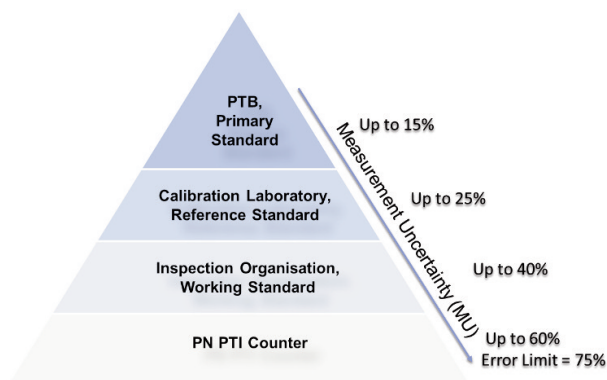 PTB,
Primary
Standard
Up to 15%
Calibration Laboratory,
Reference Standard
Up to 25%
Measurement Uncertainty (MU)
Inspection Organisation,
Working Standard
Up to 40%
PN PTI Counter
Up to 60%
Error Limit = 75%